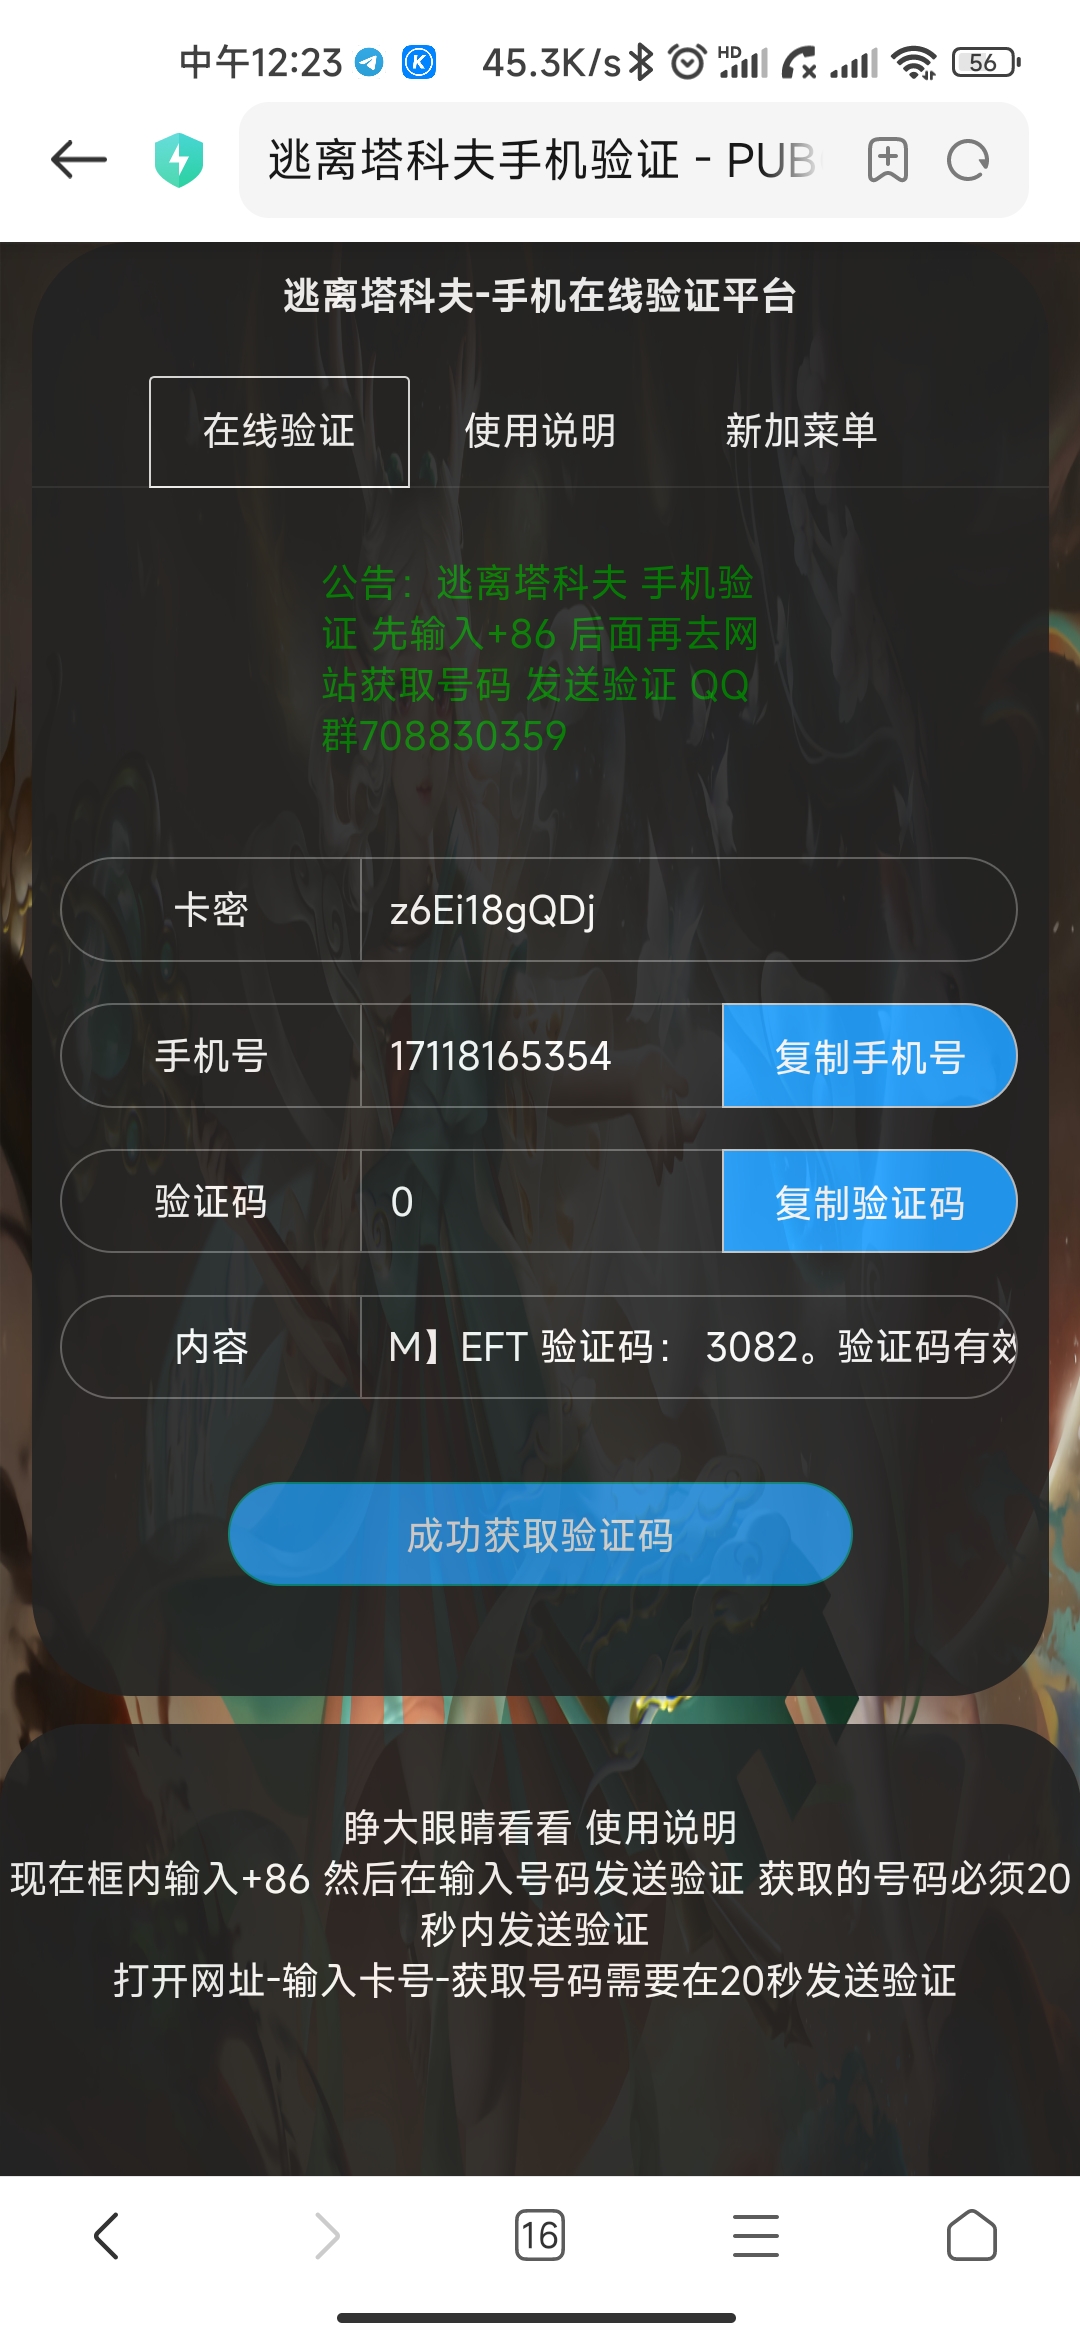 中午12:23 45.3K/s HD 56
逃离塔科夫手机验证 - PUB
逃离塔科夫-手机在线验证平台
在线验证 使用说明 新加菜单
公告：逃离塔科夫 手机验
证 先输入+86 后面再去网
站获取号码 发送验证 QQ
群708830359
卡密 z6Ei18gQDj
手机号 17118165354 复制手机号
验证码 0 复制验证码
内容 M】EFT 验证码： 3082。验证码有效
成功获取验证码
睁大眼睛看看 使用说明
现在框内输入+86 然后在输入号码发送验证 获取的号码必须20
秒内发送验证
打开网址-输入卡号-获取号码需要在20秒发送验证
16